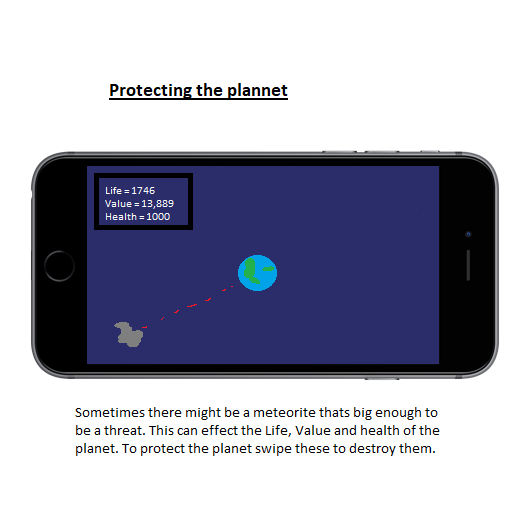 Protecting the plannet
Life = 1746
Value = 13,889
Health = 1000
Sometimes there might be a meteorite thats big enough to
be a threat. This can effect the Life, Value and health of the
planet. To protect the planet swipe these to destroy them.